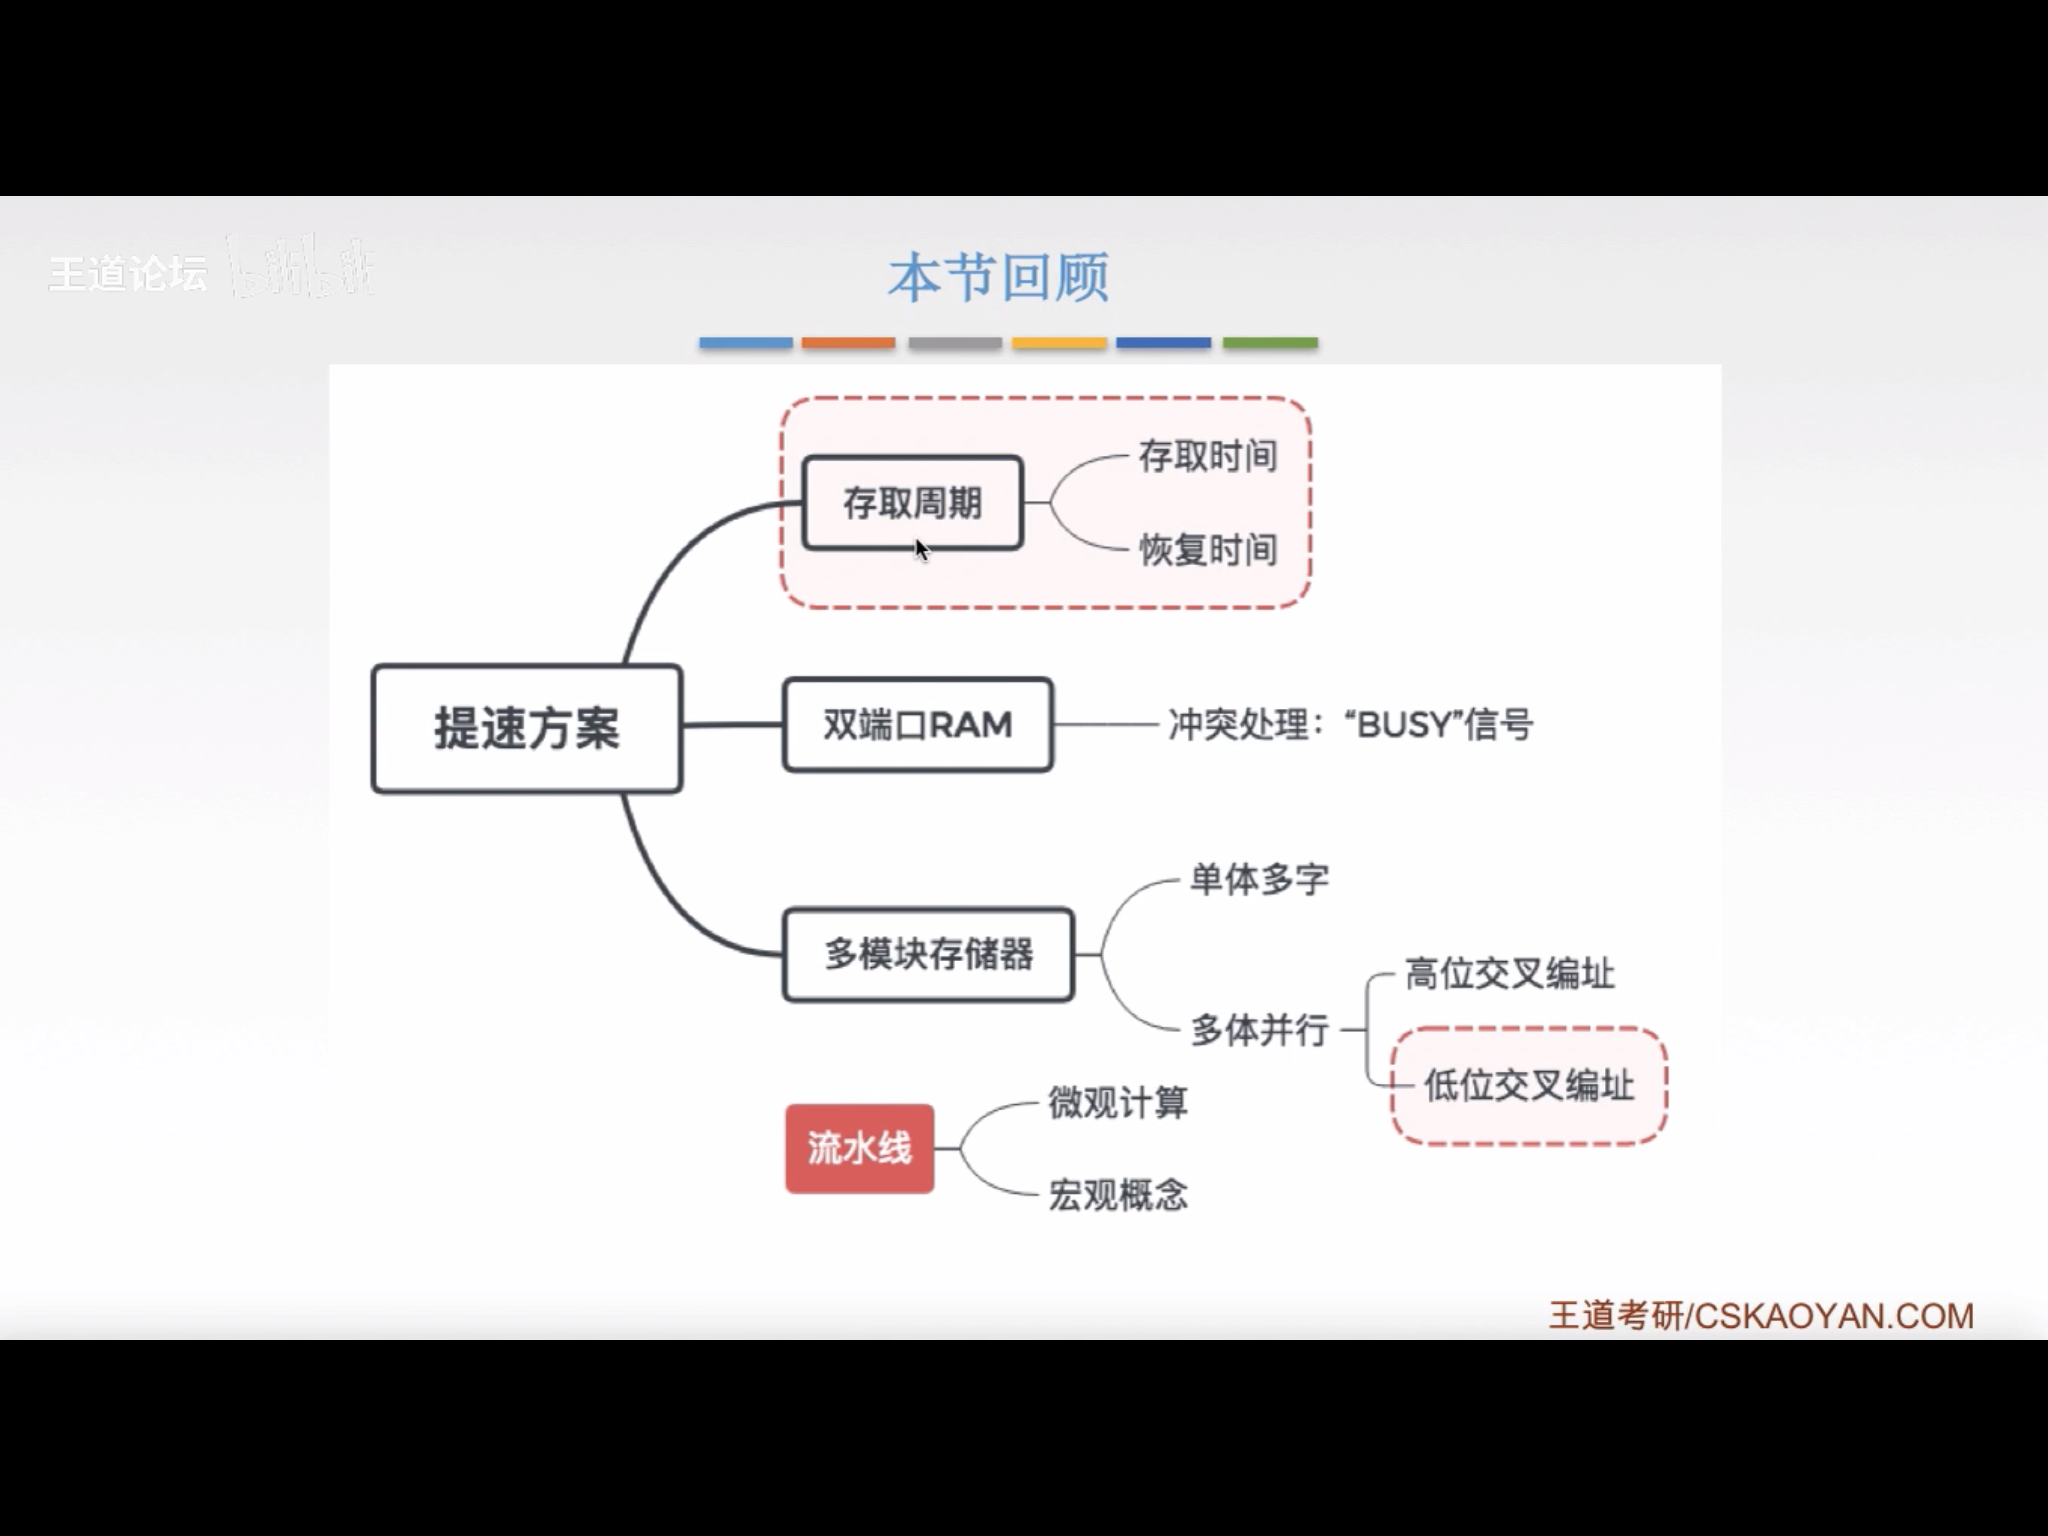 王道论坛 bilibili
本节回顾
存取时间
存取周期
恢复时间
提速方案
双端口RAM
冲突处理：“BUSY”信号
单体多字
多模块存储器
高位交叉编址
多体并行
低位交叉编址
微观计算
流水线
宏观概念
王道考研/CSKAOYAN.COM